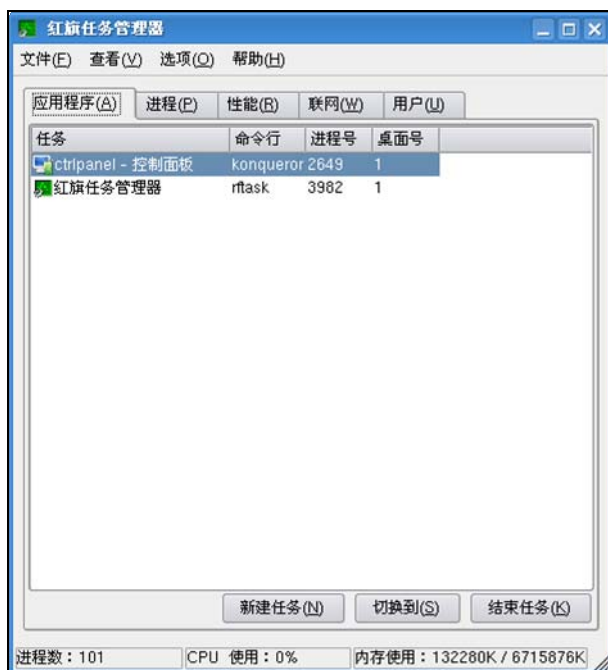 红旗任务管理器
文件(F) 查看(V) 选项(O) 帮助(H)
应用程序(A) 进程(P) 性能(R) 联网(W) 用户(U)
任务 命令行 进程号 桌面号
ctrlpanel - 控制面板 konqueror 2649 1
红旗任务管理器 rftask 3982 1
新建任务(N) 切换到(S) 结束任务(K)
进程数：101 CPU 使用：0% 内存使用：132280K / 6715876K